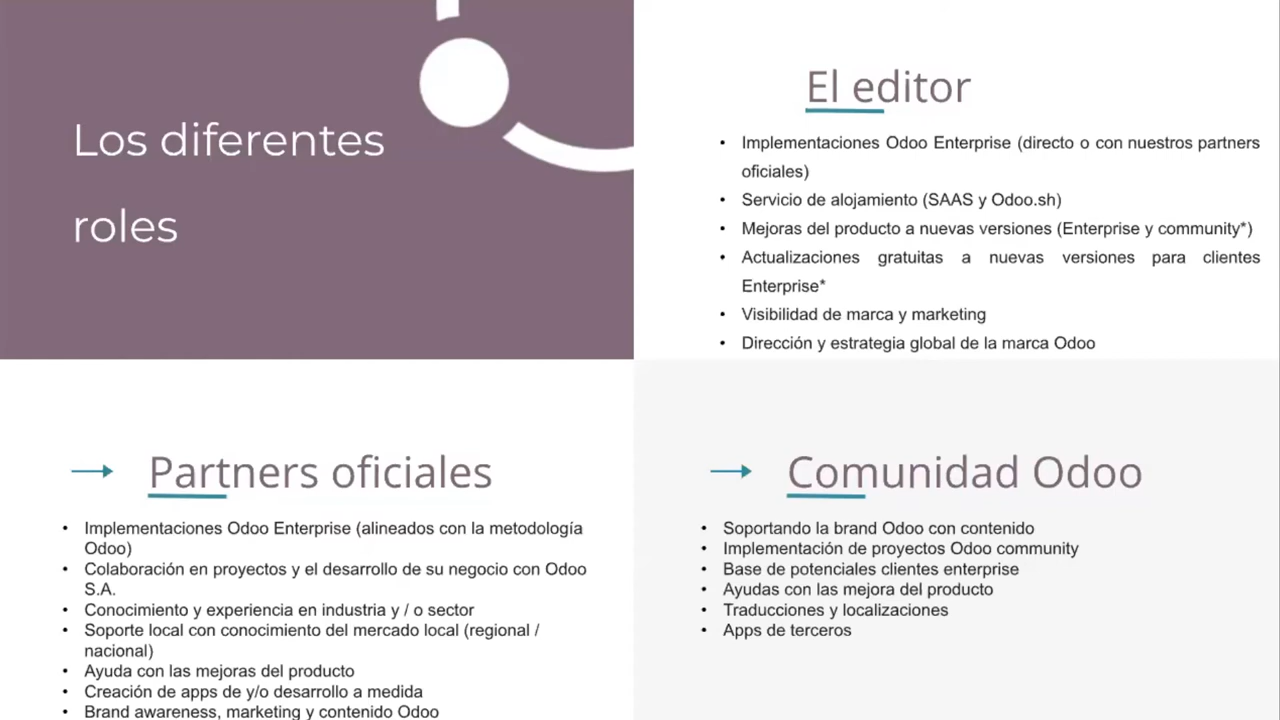 Los diferentes
roles
El editor
• Implementaciones Odoo Enterprise (directo o con nuestros partners
oficiales)
• Servicio de alojamiento (SAAS y Odoo.sh)
• Mejoras del producto a nuevas versiones (Enterprise y community*)
• Actualizaciones gratuitas a nuevas versiones para clientes
Enterprise*
• Visibilidad de marca y marketing
• Dirección y estrategia global de la marca Odoo
Partners oficiales
• Implementaciones Odoo Enterprise (alineados con la metodología
Odoo)
• Colaboración en proyectos y el desarrollo de su negocio con Odoo
S.A.
• Conocimiento y experiencia en industria y / o sector
• Soporte local con conocimiento del mercado local (regional /
nacional)
• Ayuda con las mejoras del producto
• Creación de apps de y/o desarrollo a medida
• Brand awareness, marketing y contenido Odoo
Comunidad Odoo
• Soportando la brand Odoo con contenido
• Implementación de proyectos Odoo community
• Base de potenciales clientes enterprise
• Ayudas con las mejora del producto
• Traducciones y localizaciones
• Apps de terceros